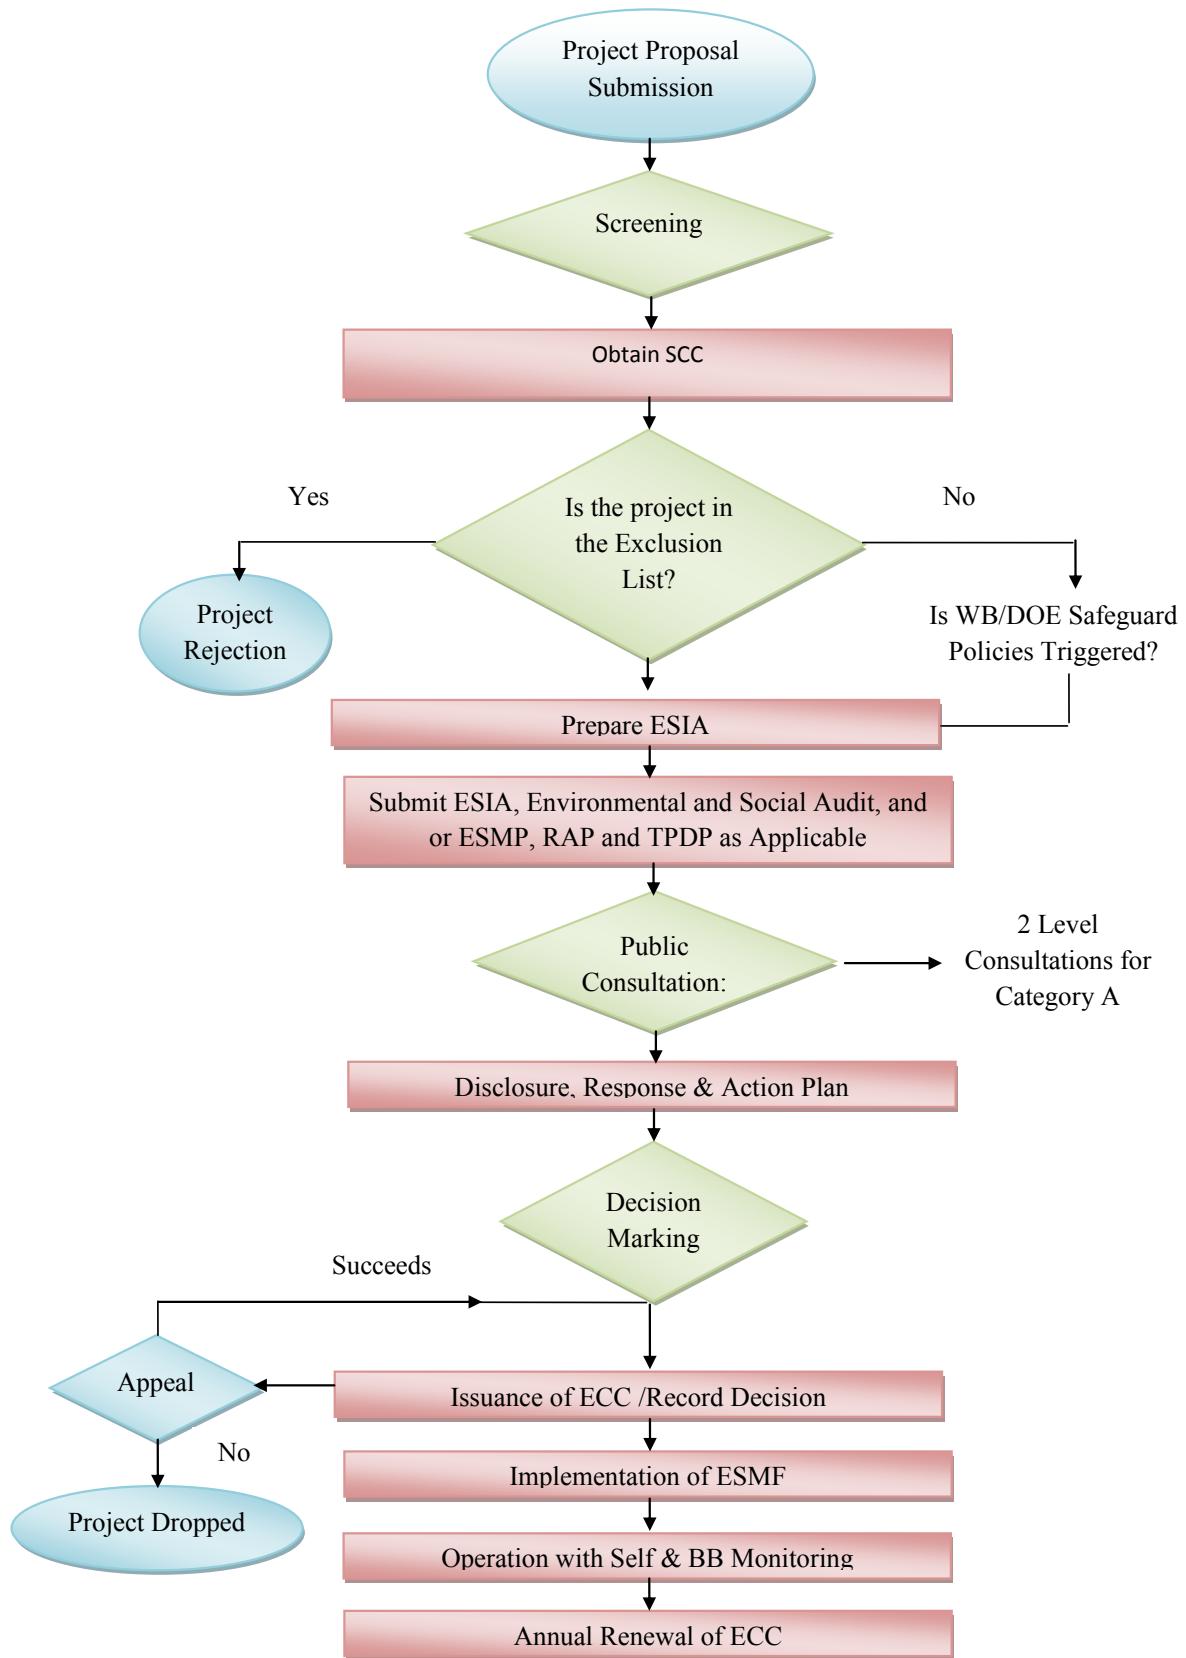 Project Proposal
Submission
Screening
Obtain SCC
Yes
No
Is the project in
the Exclusion
List?
Project
Rejection
Is WB/DOE Safeguard
Policies Triggered?
Prepare ESIA
Submit ESIA, Environmental and Social Audit, and
or ESMP, RAP and TPDP as Applicable
Public
Consultation:
2 Level
Consultations for
Category A
Disclosure, Response & Action Plan
Decision
Marking
Succeeds
Appeal
Issuance of ECC /Record Decision
No
Implementation of ESMF
Project Dropped
Operation with Self & BB Monitoring
Annual Renewal of ECC